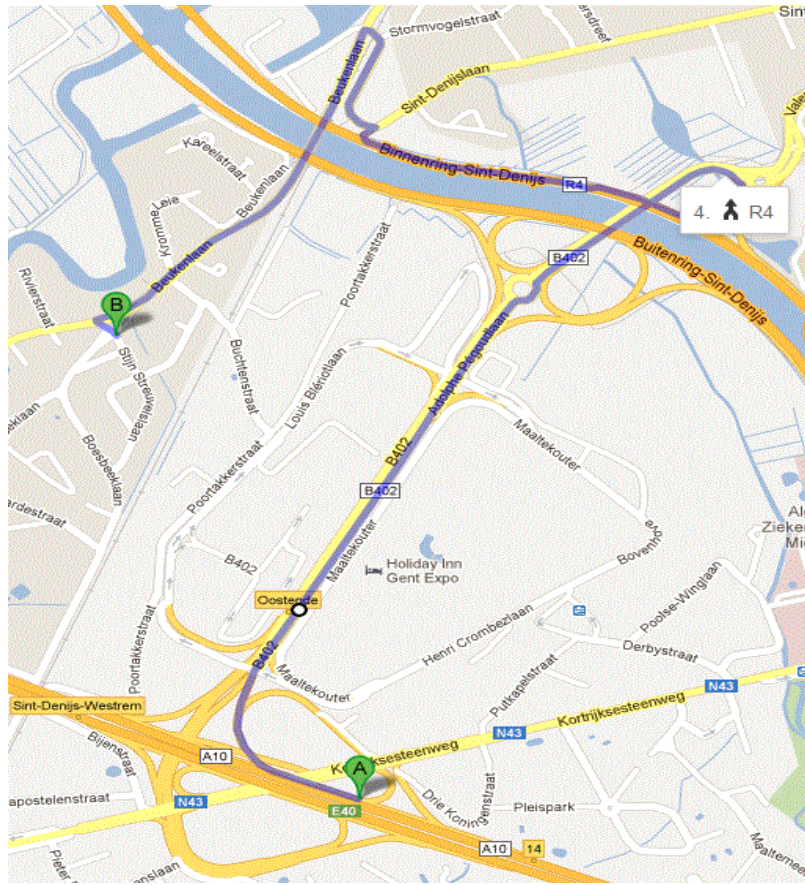 Stormvogelstraat
Sint-
Beukenlaan
Sint-Denijslaan
Kareelstraat
Binnenring-Sint-Denijs
R4
4. R4
Leie
Kromme
Beukenlaan
Poortakkerstraat
B402
Buitenring-Sint-Denijs
Rivierstraat
Beukenlaan
B
Buchtenstraat
Stijn Streuvelslaan
Louis Blériotlaan
Adolphe Pégoudlaan
Boesbeeklaan
Maaltekouter
B402
Poortakkerstraat
B402
Maaltekouter
Bovenhoeve
B402
Holiday Inn
Gent Expo
Poolse-Winglaan
Oostende
Henri Crombezlaan
Derbystraat
Poortakkerstraat
B402
Maaltekouter
Putkapelstraat
N43
Sint-Denijs-Westrem
Kortrijksesteenweg
N43
Bijenstraat
A10
Kortrijksesteenweg
A
N43
E40
Drie Koningenstraat
Pleispark
A10
14